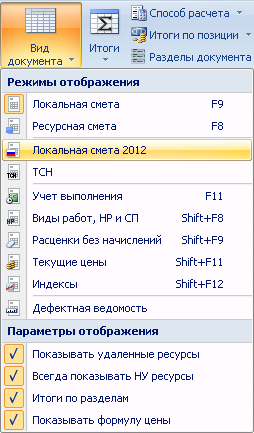 Вид документа
Итоги
Способ расчета
Итоги по позиции
Разделы документа
Режимы отображения
Локальная смета F9
Ресурсная смета F8
Локальная смета 2012
ТСН ТСН
Учет выполнения F11
НР Виды работ, НР и СП Shift+F8
Расценки без начислений Shift+F9
Текущие цены Shift+F11
Индексы Shift+F12
Дефектная ведомость
Параметры отображения
Показывать удаленные ресурсы
Всегда показывать НУ ресурсы
Итоги по разделам
Показывать формулу цены